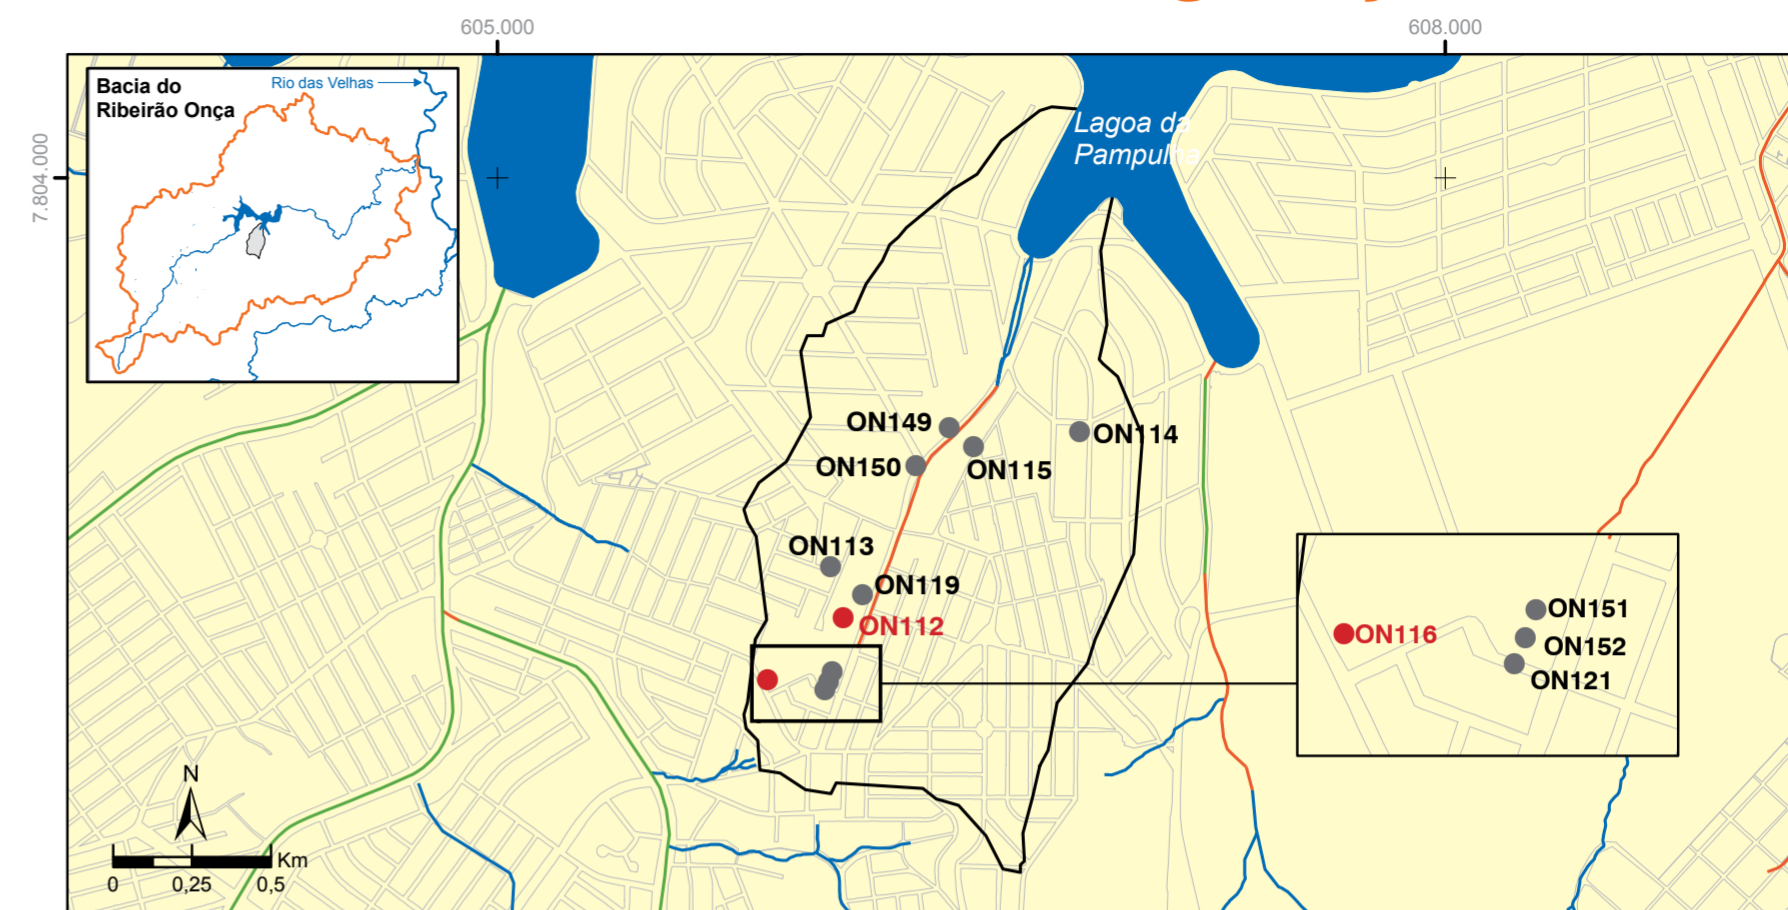 605.000
608.000
7.804.000
Bacia do
Ribeirão Onça
Rio das Velhas
Lagoa da
Pampulha
ON149
ON114
ON150
ON115
ON113
ON119
ON112
ON151
ON116
ON152
ON121
N
Km
0
0,25
0,5